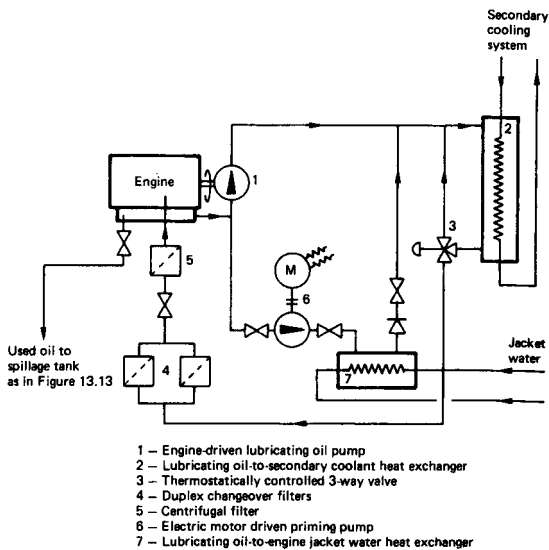 Secondary
cooling
system
2
Engine
1
3
5
M
6
Used oil to
spillage tank
as in Figure 13.13
4
7
Jacket
water
1 – Engine-driven lubricating oil pump
2 – Lubricating oil-to-secondary coolant heat exchanger
3 – Thermostatically controlled 3-way valve
4 – Duplex changeover filters
5 – Centrifugal filter
6 – Electric motor driven priming pump
7 – Lubricating oil-to-engine jacket water heat exchanger